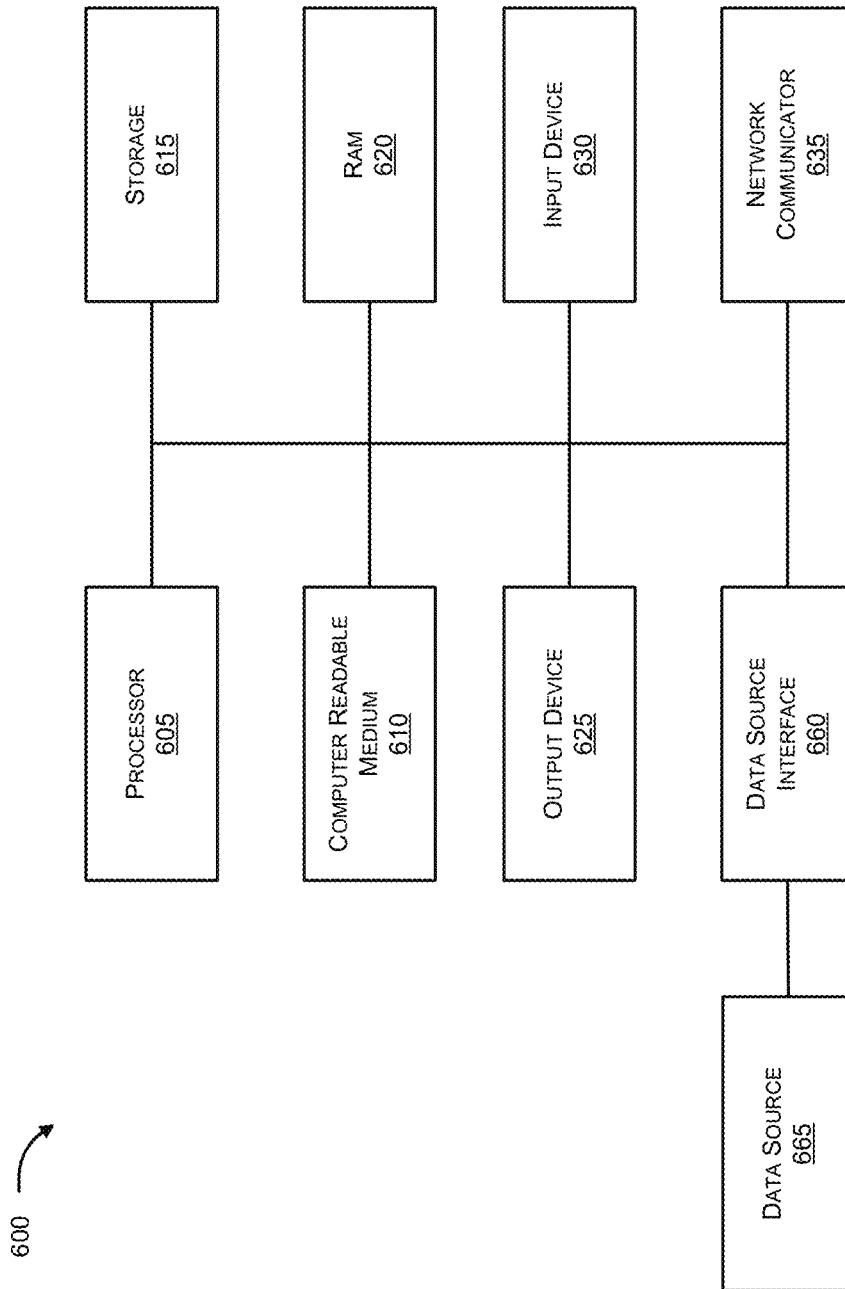 600
PROCESSOR
605
STORAGE
615
COMPUTER READABLE
MEDIUM
610
RAM
620
OUTPUT DEVICE
625
INPUT DEVICE
630
DATA SOURCE
665
DATA SOURCE
INTERFACE
660
NETWORK
COMMUNICATOR
635